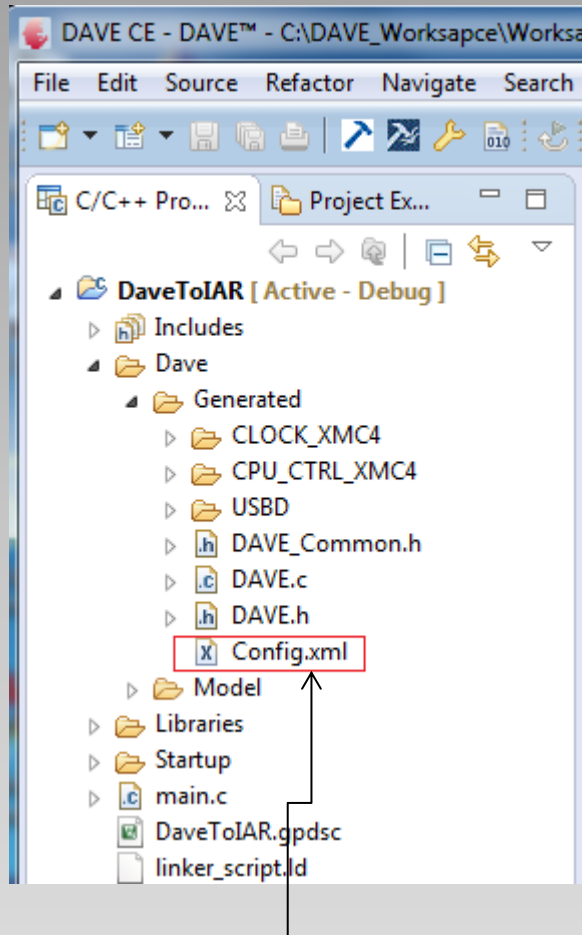 DAVE CE - DAVE™ - C:\DAVE_Worksapce\Worksa
File Edit Source Refactor Navigate Search
010
C/C++ Pro... Project Ex...
DaveToIAR [ Active - Debug ]
Includes
Dave
Generated
CLOCK_XMC4
CPU_CTRL_XMC4
USBD
.h DAVE_Common.h
.c DAVE.c
.h DAVE.h
X Config.xml
Model
Libraries
Startup
.c main.c
DaveToIAR.gpdsc
linker_script.ld